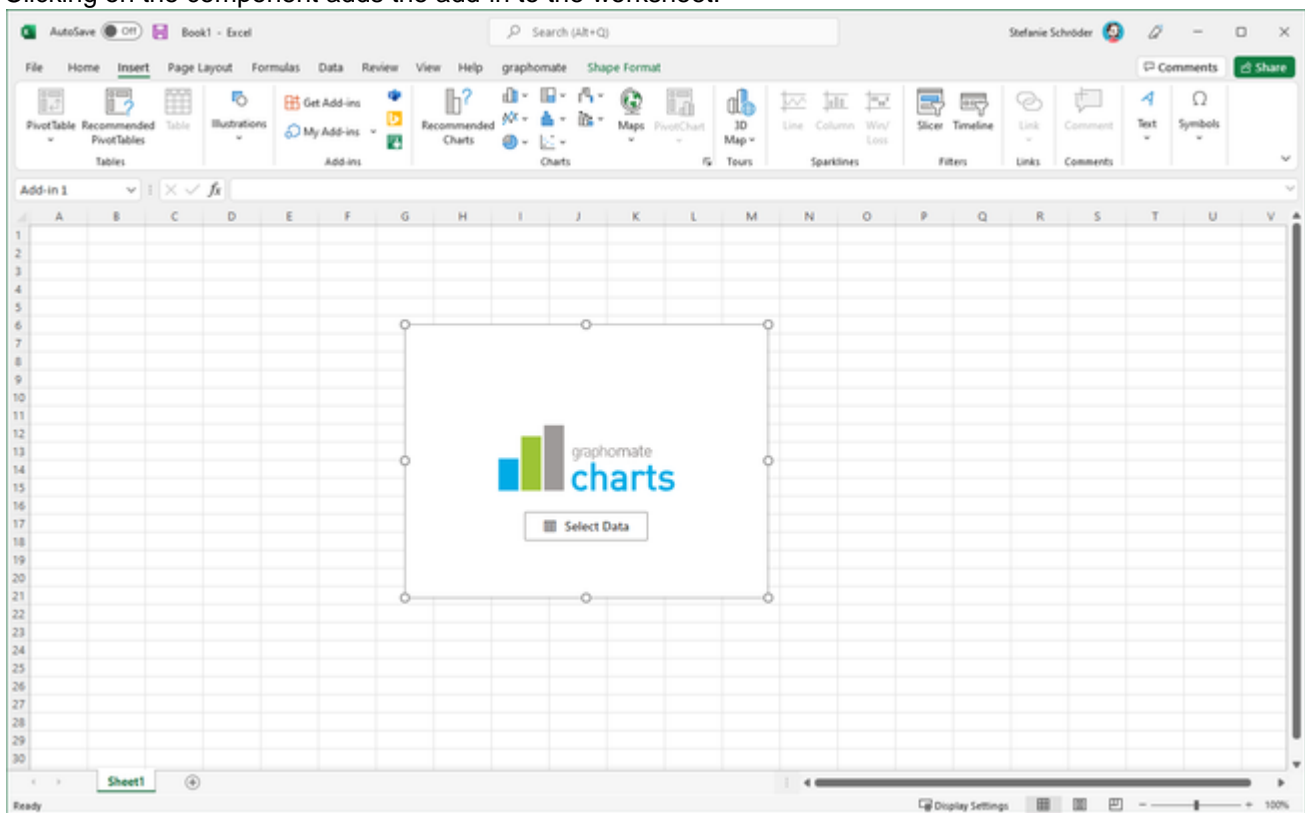 Clicking on the component adds the add-in to the worksheet.
AutoSave Off Book1 - Excel Search (Alt+Q) Stefanie Schröder
File Home Insert Page Layout Formulas Data Review View Help graphomate Shape Format Comments Share
PivotTable Recommended PivotTables Table Illustrations Get Add-ins My Add-ins Recommended Charts Maps PivotChart 3D Map Line Column Win/Loss Slicer Timeline Link Comment Text Symbols
Tables Add-ins Charts Tours Sparklines Filters Links Comments
Add-in 1 fx
A B C D E F G H I J K L M N O P Q R S T U V
1
2
3
4
5
6
7
8
9
10
11
12
13
14
15
16
17
18
19
20
21
22
23
24
25
26
27
28
29
30
graphomate
charts
Select Data
Sheet1
Ready Display Settings 100%